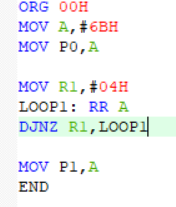 ORG 00H
MOV A,#6BH
MOV P0,A
MOV R1,#04H
LOOP1: RR A
DJNZ R1,LOOP1
MOV P1,A
END